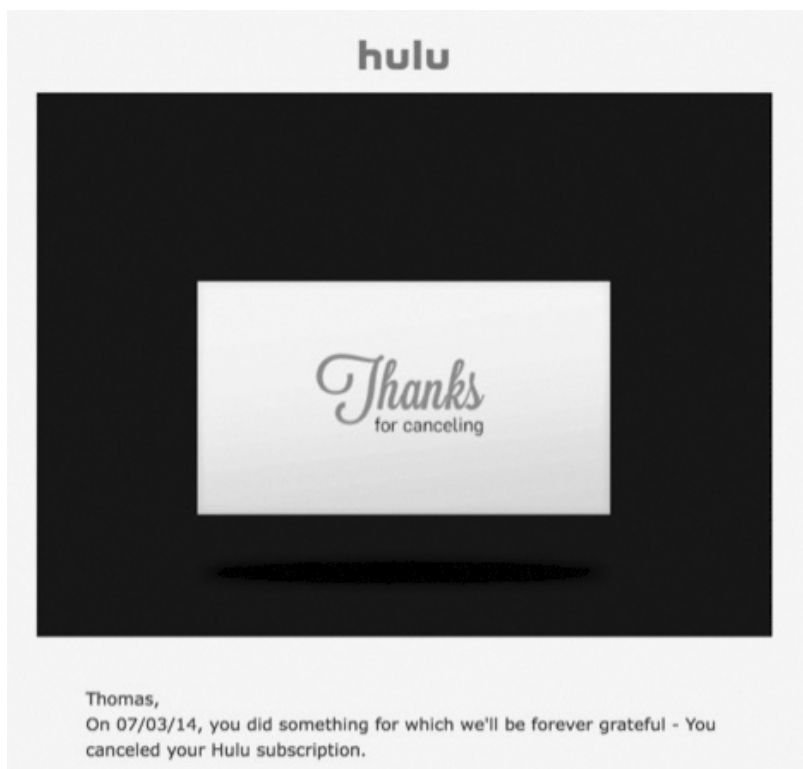 hulu
Thanks
for canceling
Thomas,
On 07/03/14, you did something for which we'll be forever grateful - You
canceled your Hulu subscription.